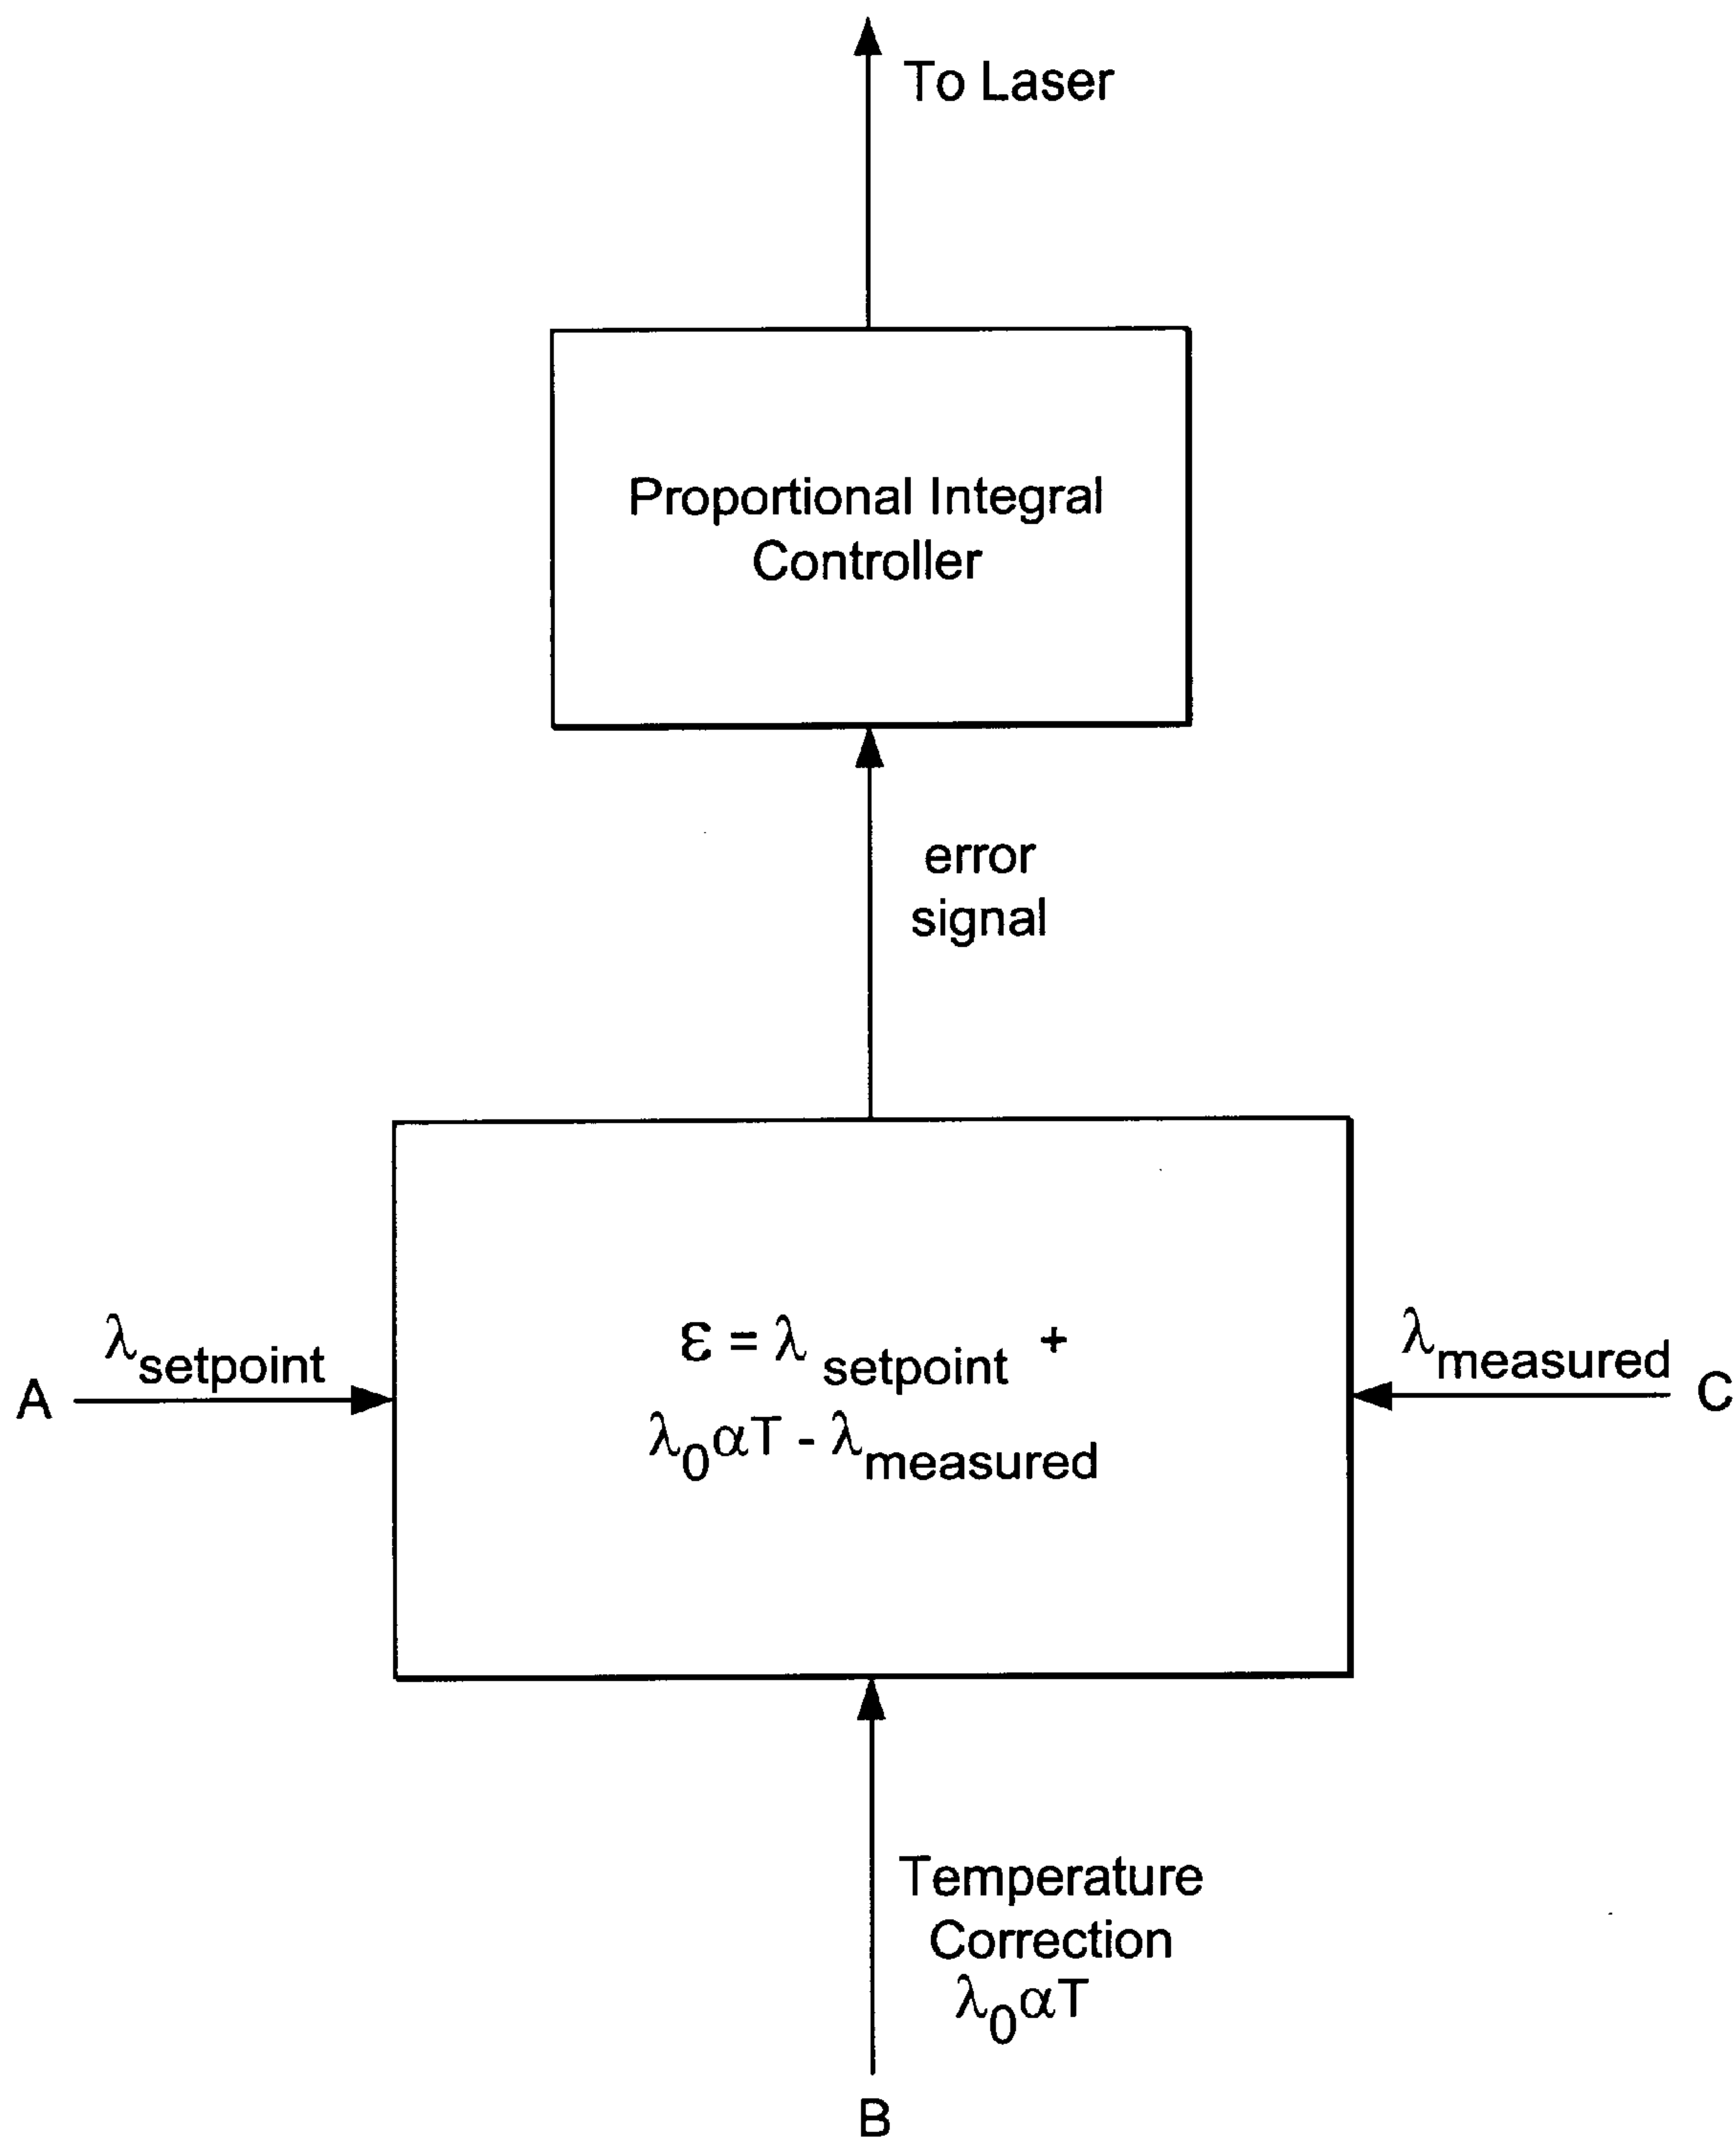 To Laser
Proportional Integral
Controller
error
signal
λsetpoint
A
ε = λ setpoint +
λ0αT - λmeasured
λmeasured
C
Temperature
Correction
λ0αT
B